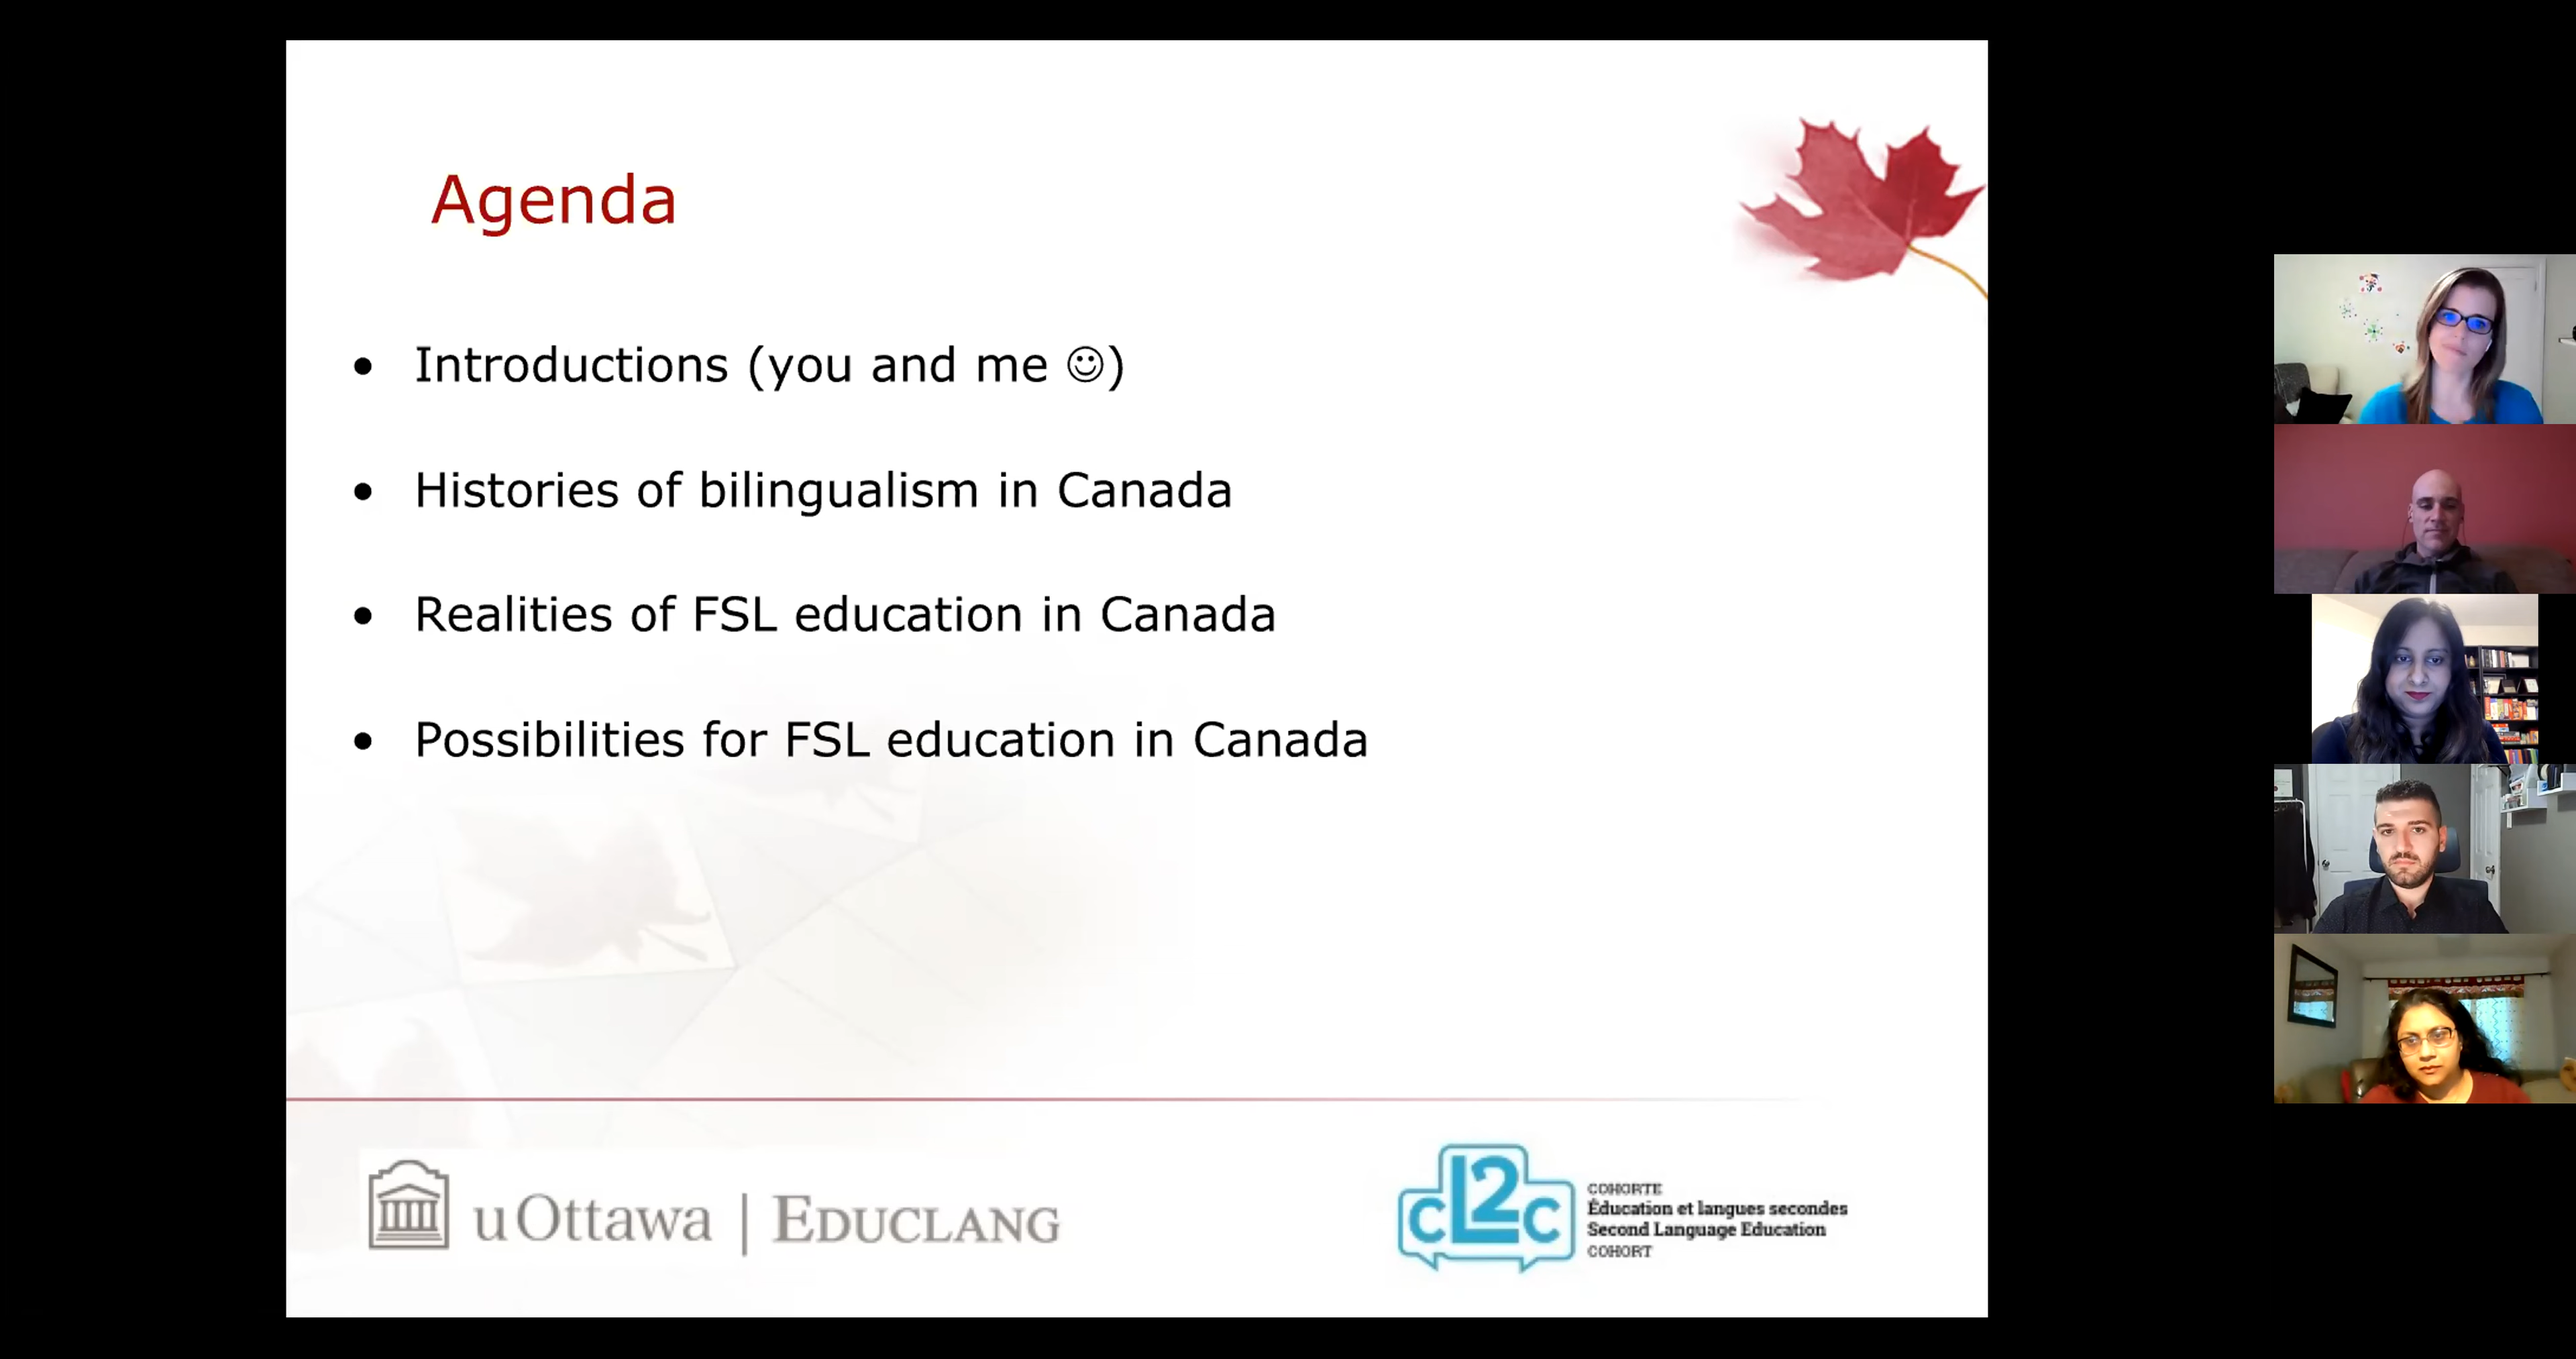 Agenda
• Introductions (you and me ☺)
• Histories of bilingualism in Canada
• Realities of FSL education in Canada
• Possibilities for FSL education in Canada
uOttawa | EDUCLANG
CL2C
COHORTE
Éducation et langues secondes
Second Language Education
COHORT